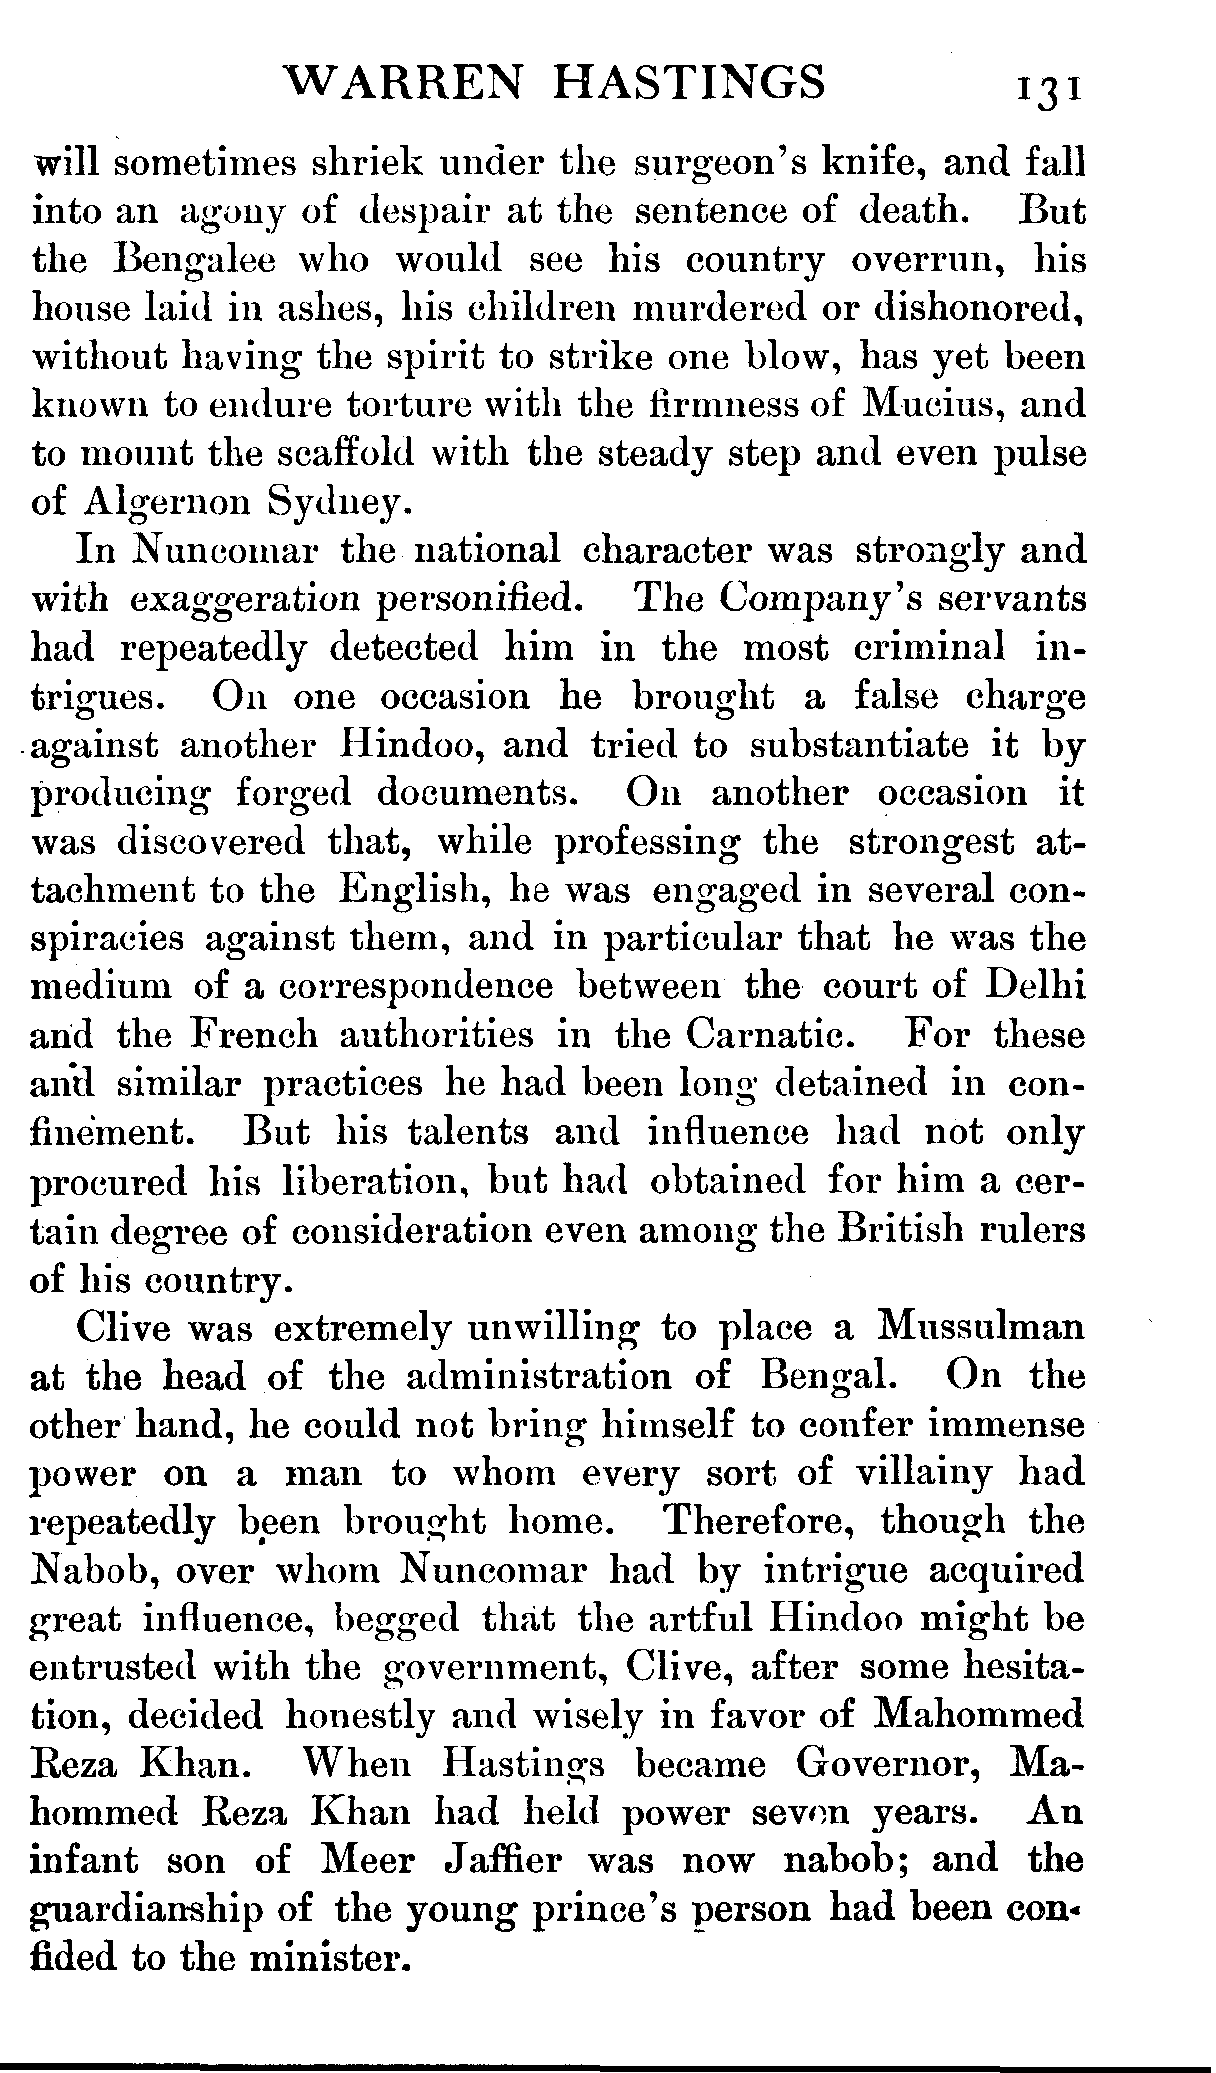 WARREN HASTINGS 131
will sometimes shriek under the surgeon's knife, and fall
into an agony of despair at the sentence of death. But
the Bengalee who would see his country overrun, his
house laid in ashes, his children murdered or dishonored,
without having the spirit to strike one blow, has yet been
known to endure torture with the firmness of Mucius, and
to mount the scaffold with the steady step and even pulse
of Algernon Sydney.
In Nuncomar the national character was strongly and
with exaggeration personified. The Company's servants
had repeatedly detected him in the most criminal in-
trigues. On one occasion he brought a false charge
against another Hindoo, and tried to substantiate it by
producing forged documents. On another occasion it
was discovered that, while professing the strongest at-
tachment to the English, he was engaged in several con-
spiracies against them, and in particular that he was the
medium of a correspondence between the court of Delhi
and the French authorities in the Carnatic. For these
and similar practices he had been long detained in con-
finement. But his talents and influence had not only
procured his liberation, but had obtained for him a cer-
tain degree of consideration even among the British rulers
of his country.
Clive was extremely unwilling to place a Mussulman
at the head of the administration of Bengal. On the
other hand, he could not bring himself to confer immense
power on a man to whom every sort of villainy had
repeatedly been brought home. Therefore, though the
Nabob, over whom Nuncomar had by intrigue acquired
great influence, begged that the artful Hindoo might be
entrusted with the government, Clive, after some hesita-
tion, decided honestly and wisely in favor of Mahommed
Reza Khan. When Hastings became Governor, Ma-
hommed Reza Khan had held power seven years. An
infant son of Meer Jaffier was now nabob; and the
guardianship of the young prince's person had been con-
fided to the minister.